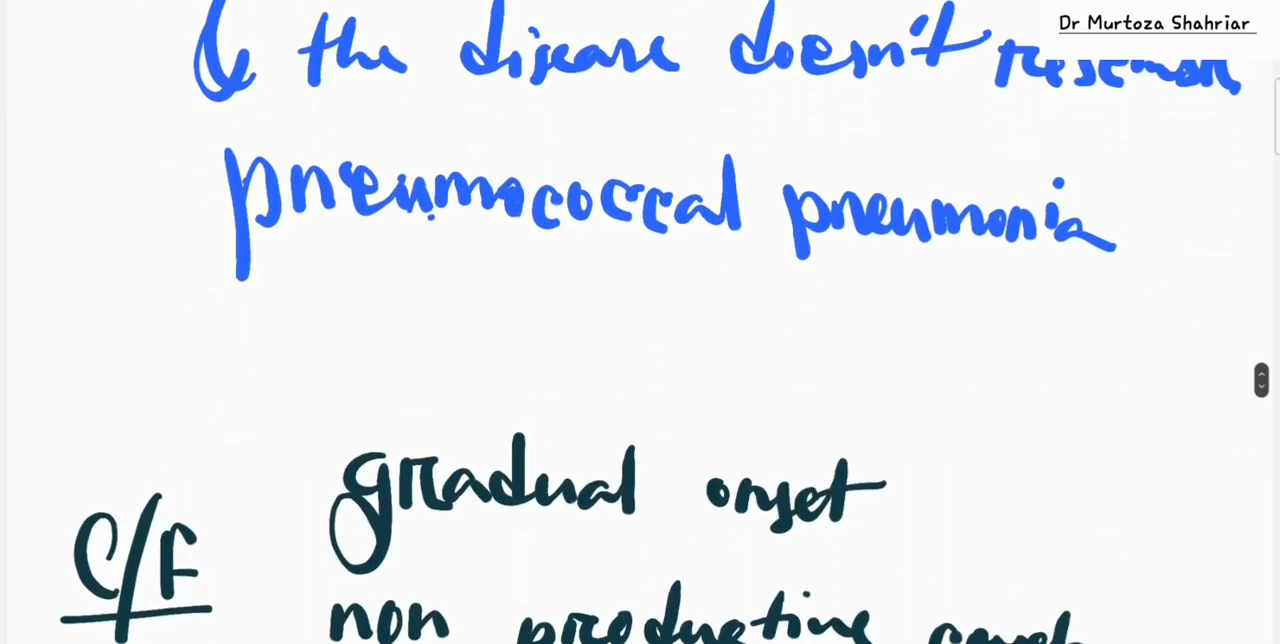 Dr Murtoza Shahriar
& the disease doesn't resemble
pneumococcal pneumonia
gradual onset
C/F
non productive cough